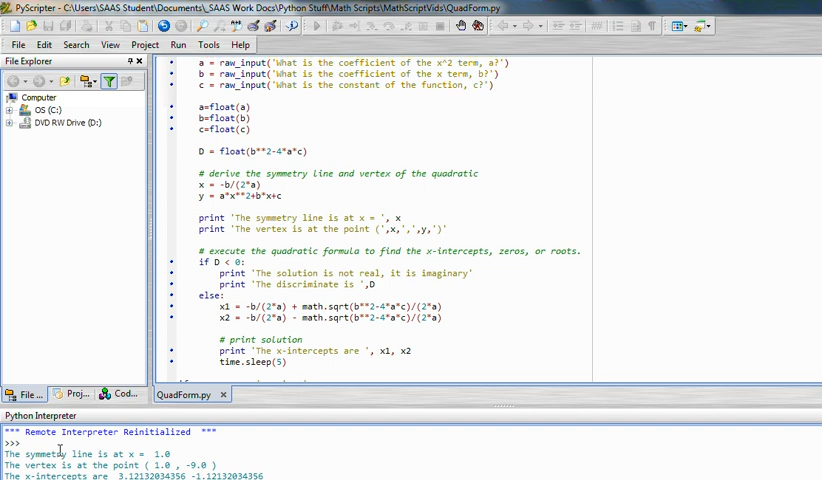 PyScripter - C:\Users\SAAS Student\Documents\_SAAS Work Docs\Python Stuff\Math Scripts\MathScriptVids\QuadForm.py
File Edit Search View Project Run Tools Help
File Explorer
Computer
OS (C:)
DVD RW Drive (D:)
a = raw_input('What is the coefficient of the x^2 term, a?')
b = raw_input('What is the coefficient of the x term, b?')
c = raw_input('What is the constant of the function, c?')
a=float(a)
b=float(b)
c=float(c)
D = float(b**2-4*a*c)
# derive the symmetry line and vertex of the quadratic
x = -b/(2*a)
y = a*x**2+b*x+c
print 'The symmetry line is at x = ', x
print 'The vertex is at the point (',x,',',y,')'
# execute the quadratic formula to find the x-intercepts, zeros, or roots.
if D < 0:
print 'The solution is not real, it is imaginary'
print 'The discriminate is ',D
else:
x1 = -b/(2*a) + math.sqrt(b**2-4*a*c)/(2*a)
x2 = -b/(2*a) - math.sqrt(b**2-4*a*c)/(2*a)
# print solution
print 'The x-intercepts are ', x1, x2
time.sleep(5)
File ... Proj... Cod...
QuadForm.py
Python Interpreter
*** Remote Interpreter Reinitialized ***
>>>
The symmetry line is at x =  1.0
The vertex is at the point ( 1.0 , -9.0 )
The x-intercepts are  3.12132034356 -1.12132034356